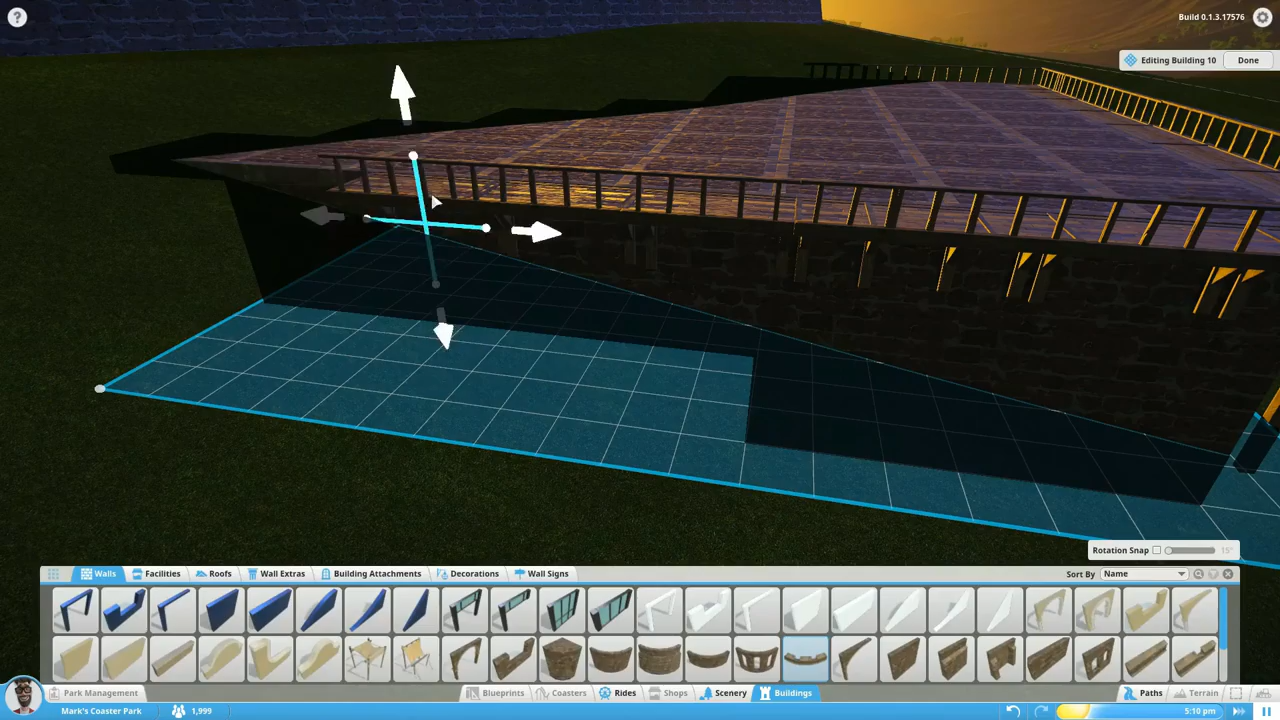 ?
Build 0.1.3.17576
Editing Building 10
Done
Rotation Snap
15°
Walls
Facilities
Roofs
Wall Extras
Building Attachments
Decorations
Wall Signs
Sort By
Name
Park Management
Blueprints
Coasters
Rides
Shops
Scenery
Buildings
Paths
Terrain
Mark's Coaster Park
1,999
5:10 pm